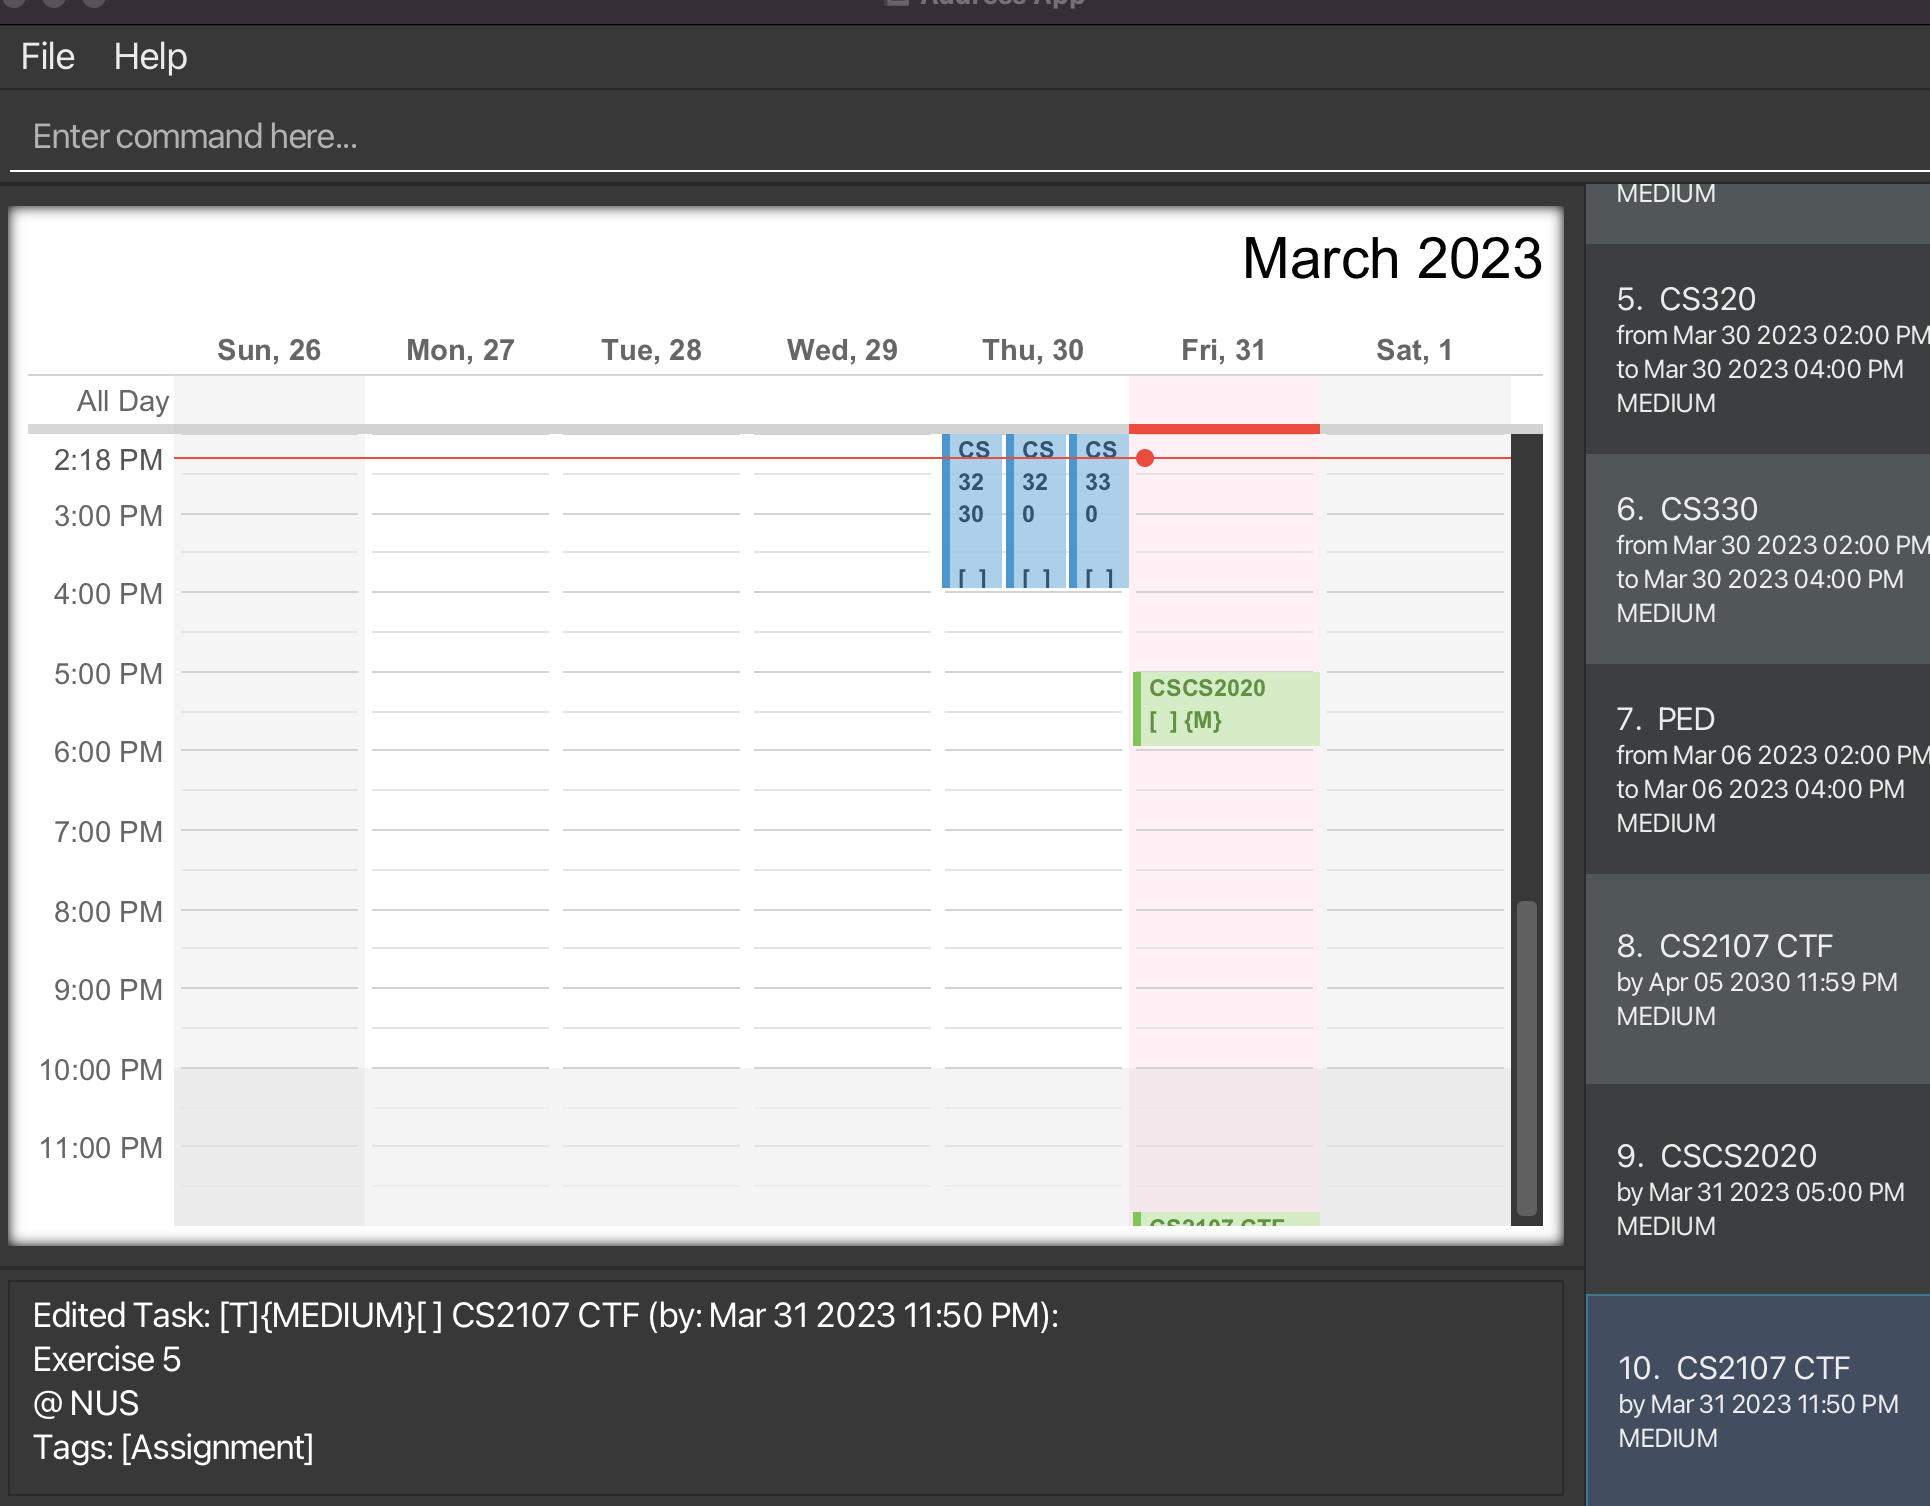 Address App
File Help
Enter command here...
March 2023
Sun, 26 Mon, 27 Tue, 28 Wed, 29 Thu, 30 Fri, 31 Sat, 1
All Day
2:18 PM
3:00 PM
4:00 PM
5:00 PM
6:00 PM
7:00 PM
8:00 PM
9:00 PM
10:00 PM
11:00 PM
CS
32
30
[ ]
CS
32
0
[ ]
CS
33
0
[ ]
CSCS2020
[ ] {M}
CS2107 CTF
MEDIUM
5. CS320
from Mar 30 2023 02:00 PM
to Mar 30 2023 04:00 PM
MEDIUM
6. CS330
from Mar 30 2023 02:00 PM
to Mar 30 2023 04:00 PM
MEDIUM
7. PED
from Mar 06 2023 02:00 PM
to Mar 06 2023 04:00 PM
MEDIUM
8. CS2107 CTF
by Apr 05 2030 11:59 PM
MEDIUM
9. CSCS2020
by Mar 31 2023 05:00 PM
MEDIUM
10. CS2107 CTF
by Mar 31 2023 11:50 PM
MEDIUM
Edited Task: [T]{MEDIUM}[ ] CS2107 CTF (by: Mar 31 2023 11:50 PM):
Exercise 5
@ NUS
Tags: [Assignment]